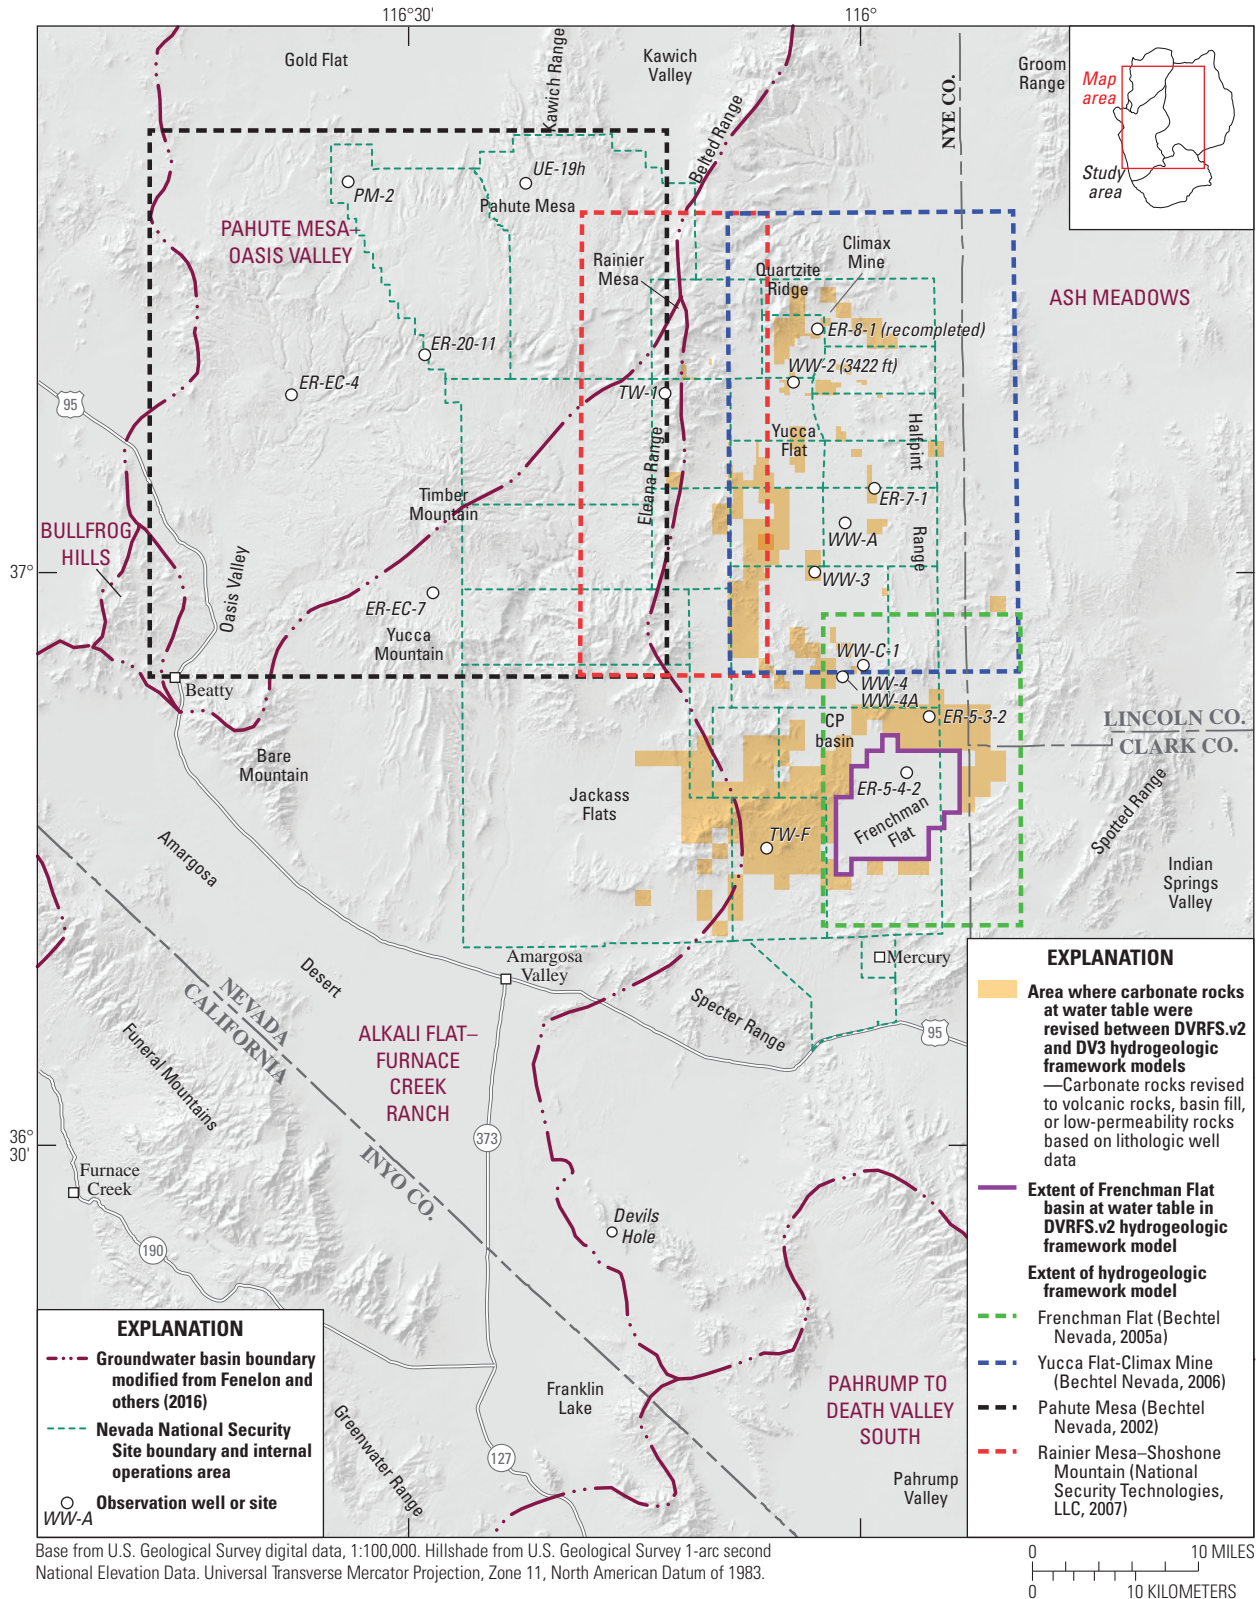 116°30'
116°
Gold Flat
Kawich Range
Kawich
Valley
Groom
Range
NYE CO.
Map
area
Study
area
Belted Range
PM-2
UE-19h
Pahute Mesa
PAHUTE MESA–
OASIS VALLEY
Rainier
Mesa
Climax
Mine
Quartzite
Ridge
ASH MEADOWS
ER-8-1 (recompleted)
ER-20-11
WW-2 (3422 ft)
ER-EC-4
TW-1
95
Yucca
Flat
Halfpint
Range
Eleana Range
Timber
Mountain
ER-7-1
WW-A
BULLFROG
HILLS
Oasis Valley
37°
WW-3
ER-EC-7
Yucca
Mountain
WW-C-1
WW-4
WW-4A
Beatty
ER-5-3-2
CP
basin
LINCOLN CO.
CLARK CO.
Bare
Mountain
ER-5-4-2
Jackass
Flats
Frenchman
Flat
TW-F
Spotted Range
Amargosa
Desert
Indian
Springs
Valley
Amargosa
Valley
Mercury
Specter Range
95
NEVADA
CALIFORNIA
Funeral Mountains
ALKALI FLAT–
FURNACE
CREEK
RANCH
373
36°
30'
INYO CO.
Furnace
Creek
190
Devils
Hole
Franklin
Lake
PAHRUMP TO
DEATH VALLEY
SOUTH
Greenwater Range
127
Pahrump
Valley
EXPLANATION
Area where carbonate rocks
at water table were
revised between DVRFS.v2
and DV3 hydrogeologic
framework models
—Carbonate rocks revised
to volcanic rocks, basin fill,
or low-permeability rocks
based on lithologic well
data
Extent of Frenchman Flat
basin at water table in
DVRFS.v2 hydrogeologic
framework model
Extent of hydrogeologic
framework model
Frenchman Flat (Bechtel
Nevada, 2005a)
Yucca Flat-Climax Mine
(Bechtel Nevada, 2006)
Pahute Mesa (Bechtel
Nevada, 2002)
Rainier Mesa–Shoshone
Mountain (National
Security Technologies,
LLC, 2007)
EXPLANATION
Groundwater basin boundary
modified from Fenelon and
others (2016)
Nevada National Security
Site boundary and internal
operations area
WW-A
Observation well or site
Base from U.S. Geological Survey digital data, 1:100,000. Hillshade from U.S. Geological Survey 1-arc second
National Elevation Data. Universal Transverse Mercator Projection, Zone 11, North American Datum of 1983.
0 10 MILES
0 10 KILOMETERS